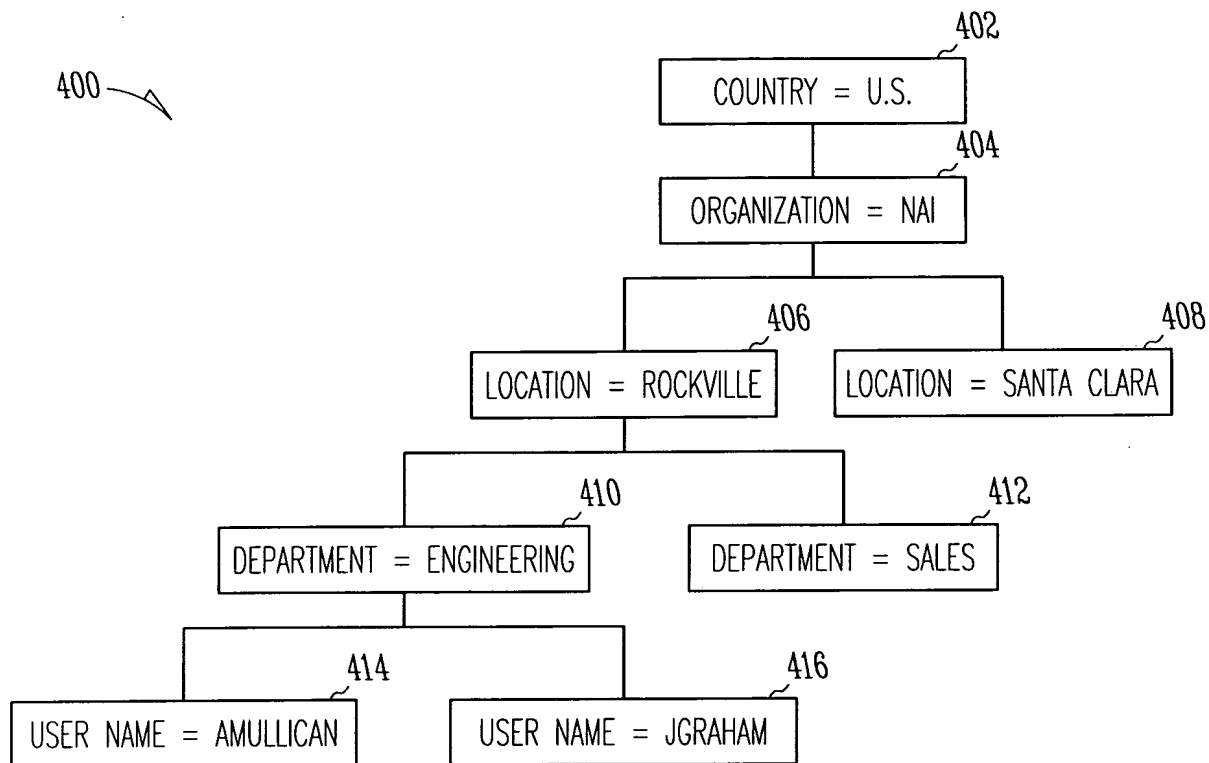 400
402
COUNTRY = U.S.
404
ORGANIZATION = NAI
406
LOCATION = ROCKVILLE
408
LOCATION = SANTA CLARA
410
DEPARTMENT = ENGINEERING
412
DEPARTMENT = SALES
414
USER NAME = AMULLICAN
416
USER NAME = JGRAHAM